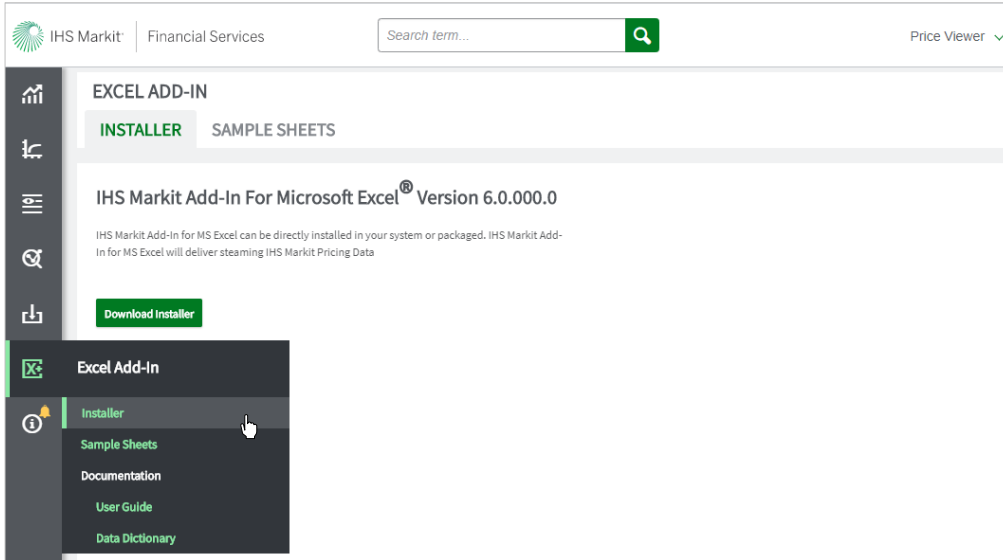 IHS Markit Financial Services Search term... Price Viewer
EXCEL ADD-IN
INSTALLER SAMPLE SHEETS
IHS Markit Add-In For Microsoft Excel® Version 6.0.000.0
IHS Markit Add-In for MS Excel can be directly installed in your system or packaged. IHS Markit Add-
In for MS Excel will deliver steaming IHS Markit Pricing Data
Download Installer
Excel Add-In
Installer
Sample Sheets
Documentation
User Guide
Data Dictionary